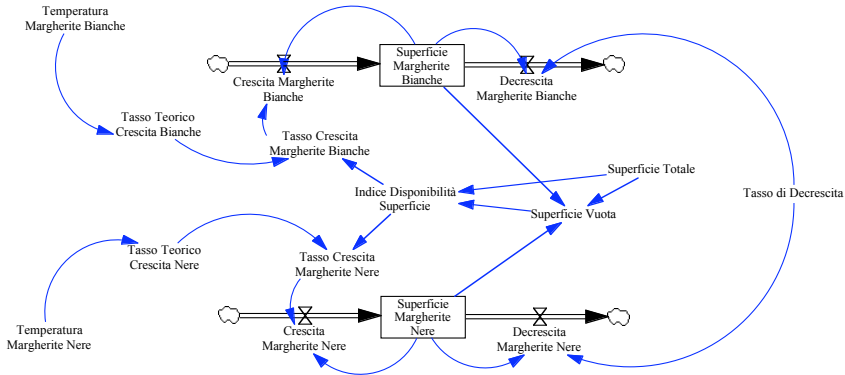 Temperatura
Margherite Bianche
Superficie
Margherite
Bianche
Crescita Margherite
Bianche
Decrescita
Margherite Bianche
Tasso Teorico
Crescita Bianche
Tasso Crescita
Margherite Bianche
Superficie Totale
Indice Disponibilità
Superficie
Tasso di Decrescita
Superficie Vuota
Tasso Teorico
Crescita Nere
Tasso Crescita
Margherite Nere
Superficie
Margherite
Nere
Temperatura
Margherite Nere
Crescita
Margherite Nere
Decrescita
Margherite Nere